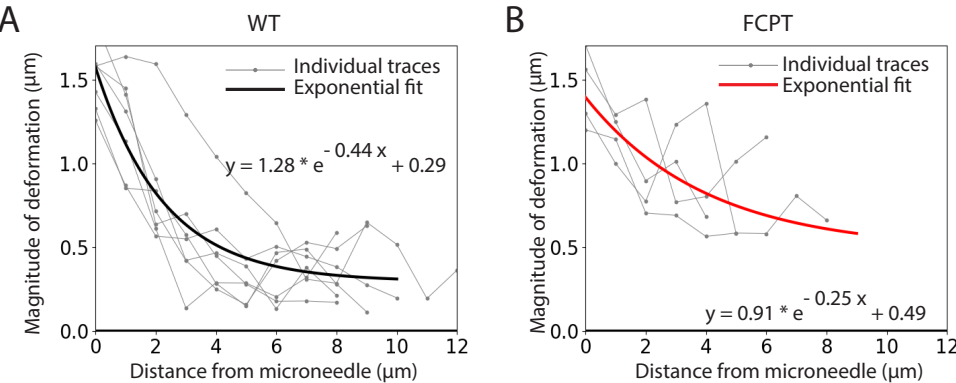 A
WT
Magnitude of deformation (µm)
1.5
1.0
0.5
0.0
Individual traces
Exponential fit
y = 1.28 * e^- 0.44 x + 0.29
0 2 4 6 8 10 12
Distance from microneedle (µm)
B
FCPT
Magnitude of deformation (µm)
1.5
1.0
0.5
0.0
Individual traces
Exponential fit
y = 0.91 * e^- 0.25 x + 0.49
0 2 4 6 8 10 12
Distance from microneedle (µm)